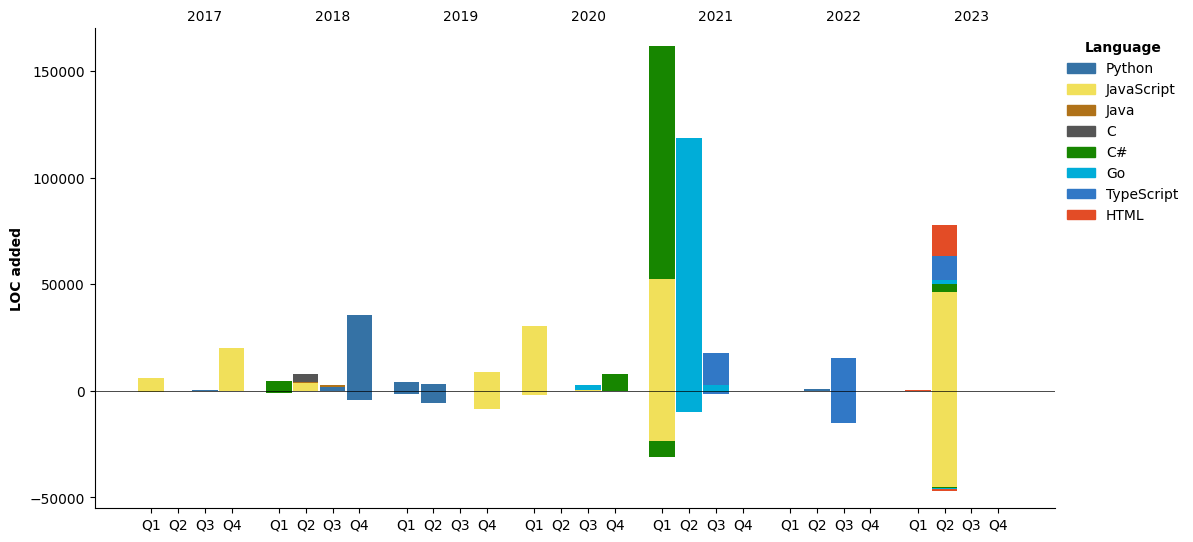 2017 2018 2019 2020 2021 2022 2023
Language
Python
JavaScript
Java
C
C#
Go
TypeScript
HTML
LOC added
150000
100000
50000
0
−50000
Q1 Q2 Q3 Q4 Q1 Q2 Q3 Q4 Q1 Q2 Q3 Q4 Q1 Q2 Q3 Q4 Q1 Q2 Q3 Q4 Q1 Q2 Q3 Q4 Q1 Q2 Q3 Q4